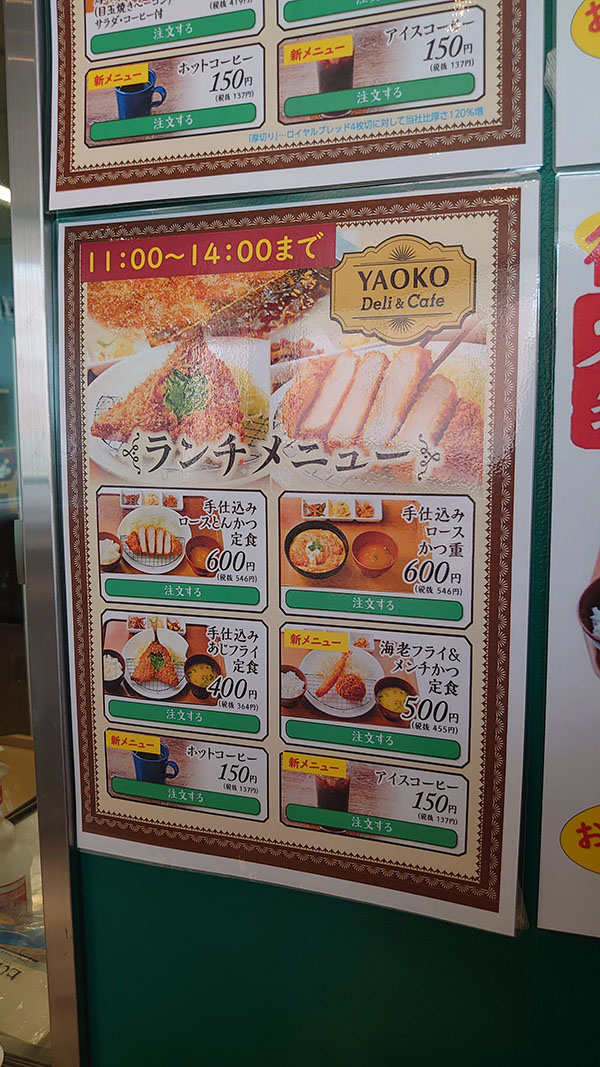 (目玉焼き・ベーコン)
サラダ・コーヒー付
注文する
新メニュー
ホットコーヒー
150円
(税抜 137円)
注文する
新メニュー
アイスコーヒー
150円
(税抜 137円)
注文する
「厚切り」…ロイヤルブレッド4枚切に対して当社比厚さ120%増
11:00〜14:00まで
YAOKO
Deli & Cafe
ランチメニュー
手仕込み
ロースとんかつ
定食
600円
(税抜 546円)
注文する
手仕込み
ロース
かつ重
600円
(税抜 546円)
注文する
手仕込み
あじフライ
定食
400円
(税抜 364円)
注文する
新メニュー
海老フライ&
メンチかつ
定食
500円
(税抜 455円)
注文する
新メニュー
ホットコーヒー
150円
(税抜 137円)
注文する
新メニュー
アイスコーヒー
150円
(税抜 137円)
注文する
お